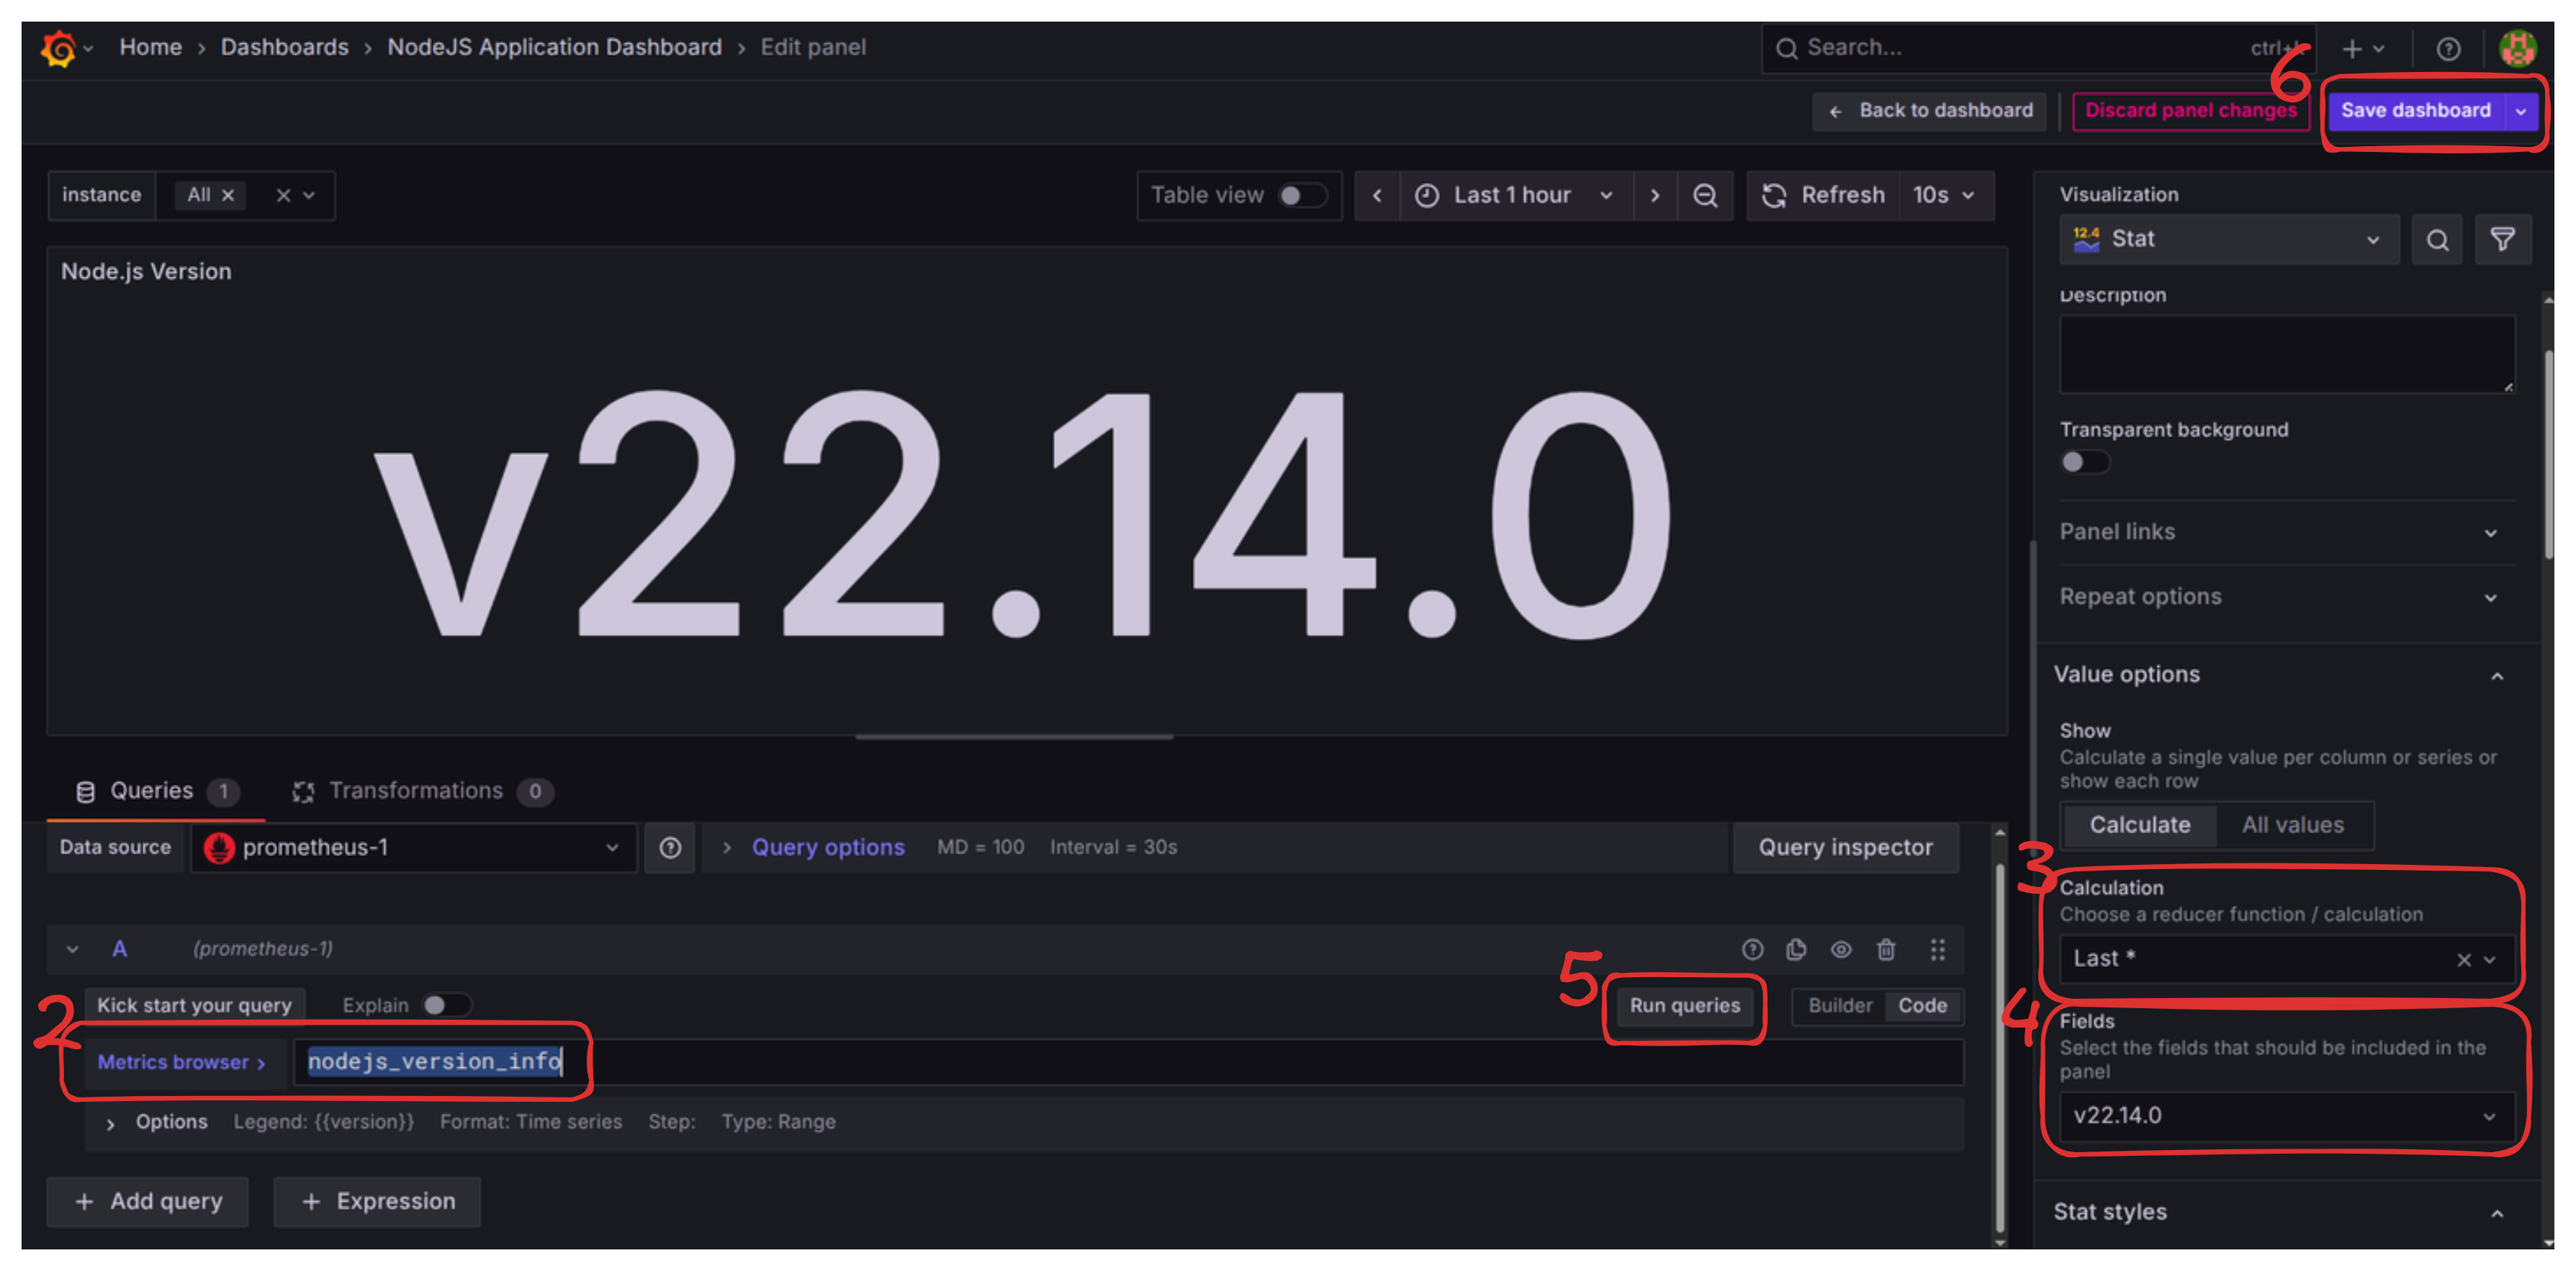 Home › Dashboards › NodeJS Application Dashboard › Edit panel
Search...
ctrl+k
6
Back to dashboard
Discard panel changes
Save dashboard
instance
All
Table view
Last 1 hour
Refresh
10s
Node.js Version
v22.14.0
Visualization
12.4
Stat
Description
Transparent background
Panel links
Repeat options
Value options
Show
Calculate a single value per column or series or
show each row
Calculate
All values
3
Calculation
Choose a reducer function / calculation
Last *
4
Fields
Select the fields that should be included in the
panel
v22.14.0
Stat styles
Queries 1
Transformations 0
Data source
prometheus-1
Query options
MD = 100
Interval = 30s
Query inspector
A
(prometheus-1)
5
Kick start your query
Explain
Run queries
Builder
Code
2
Metrics browser >
nodejs_version_info
Options
Legend: {{version}}
Format: Time series
Step:
Type: Range
+ Add query
+ Expression